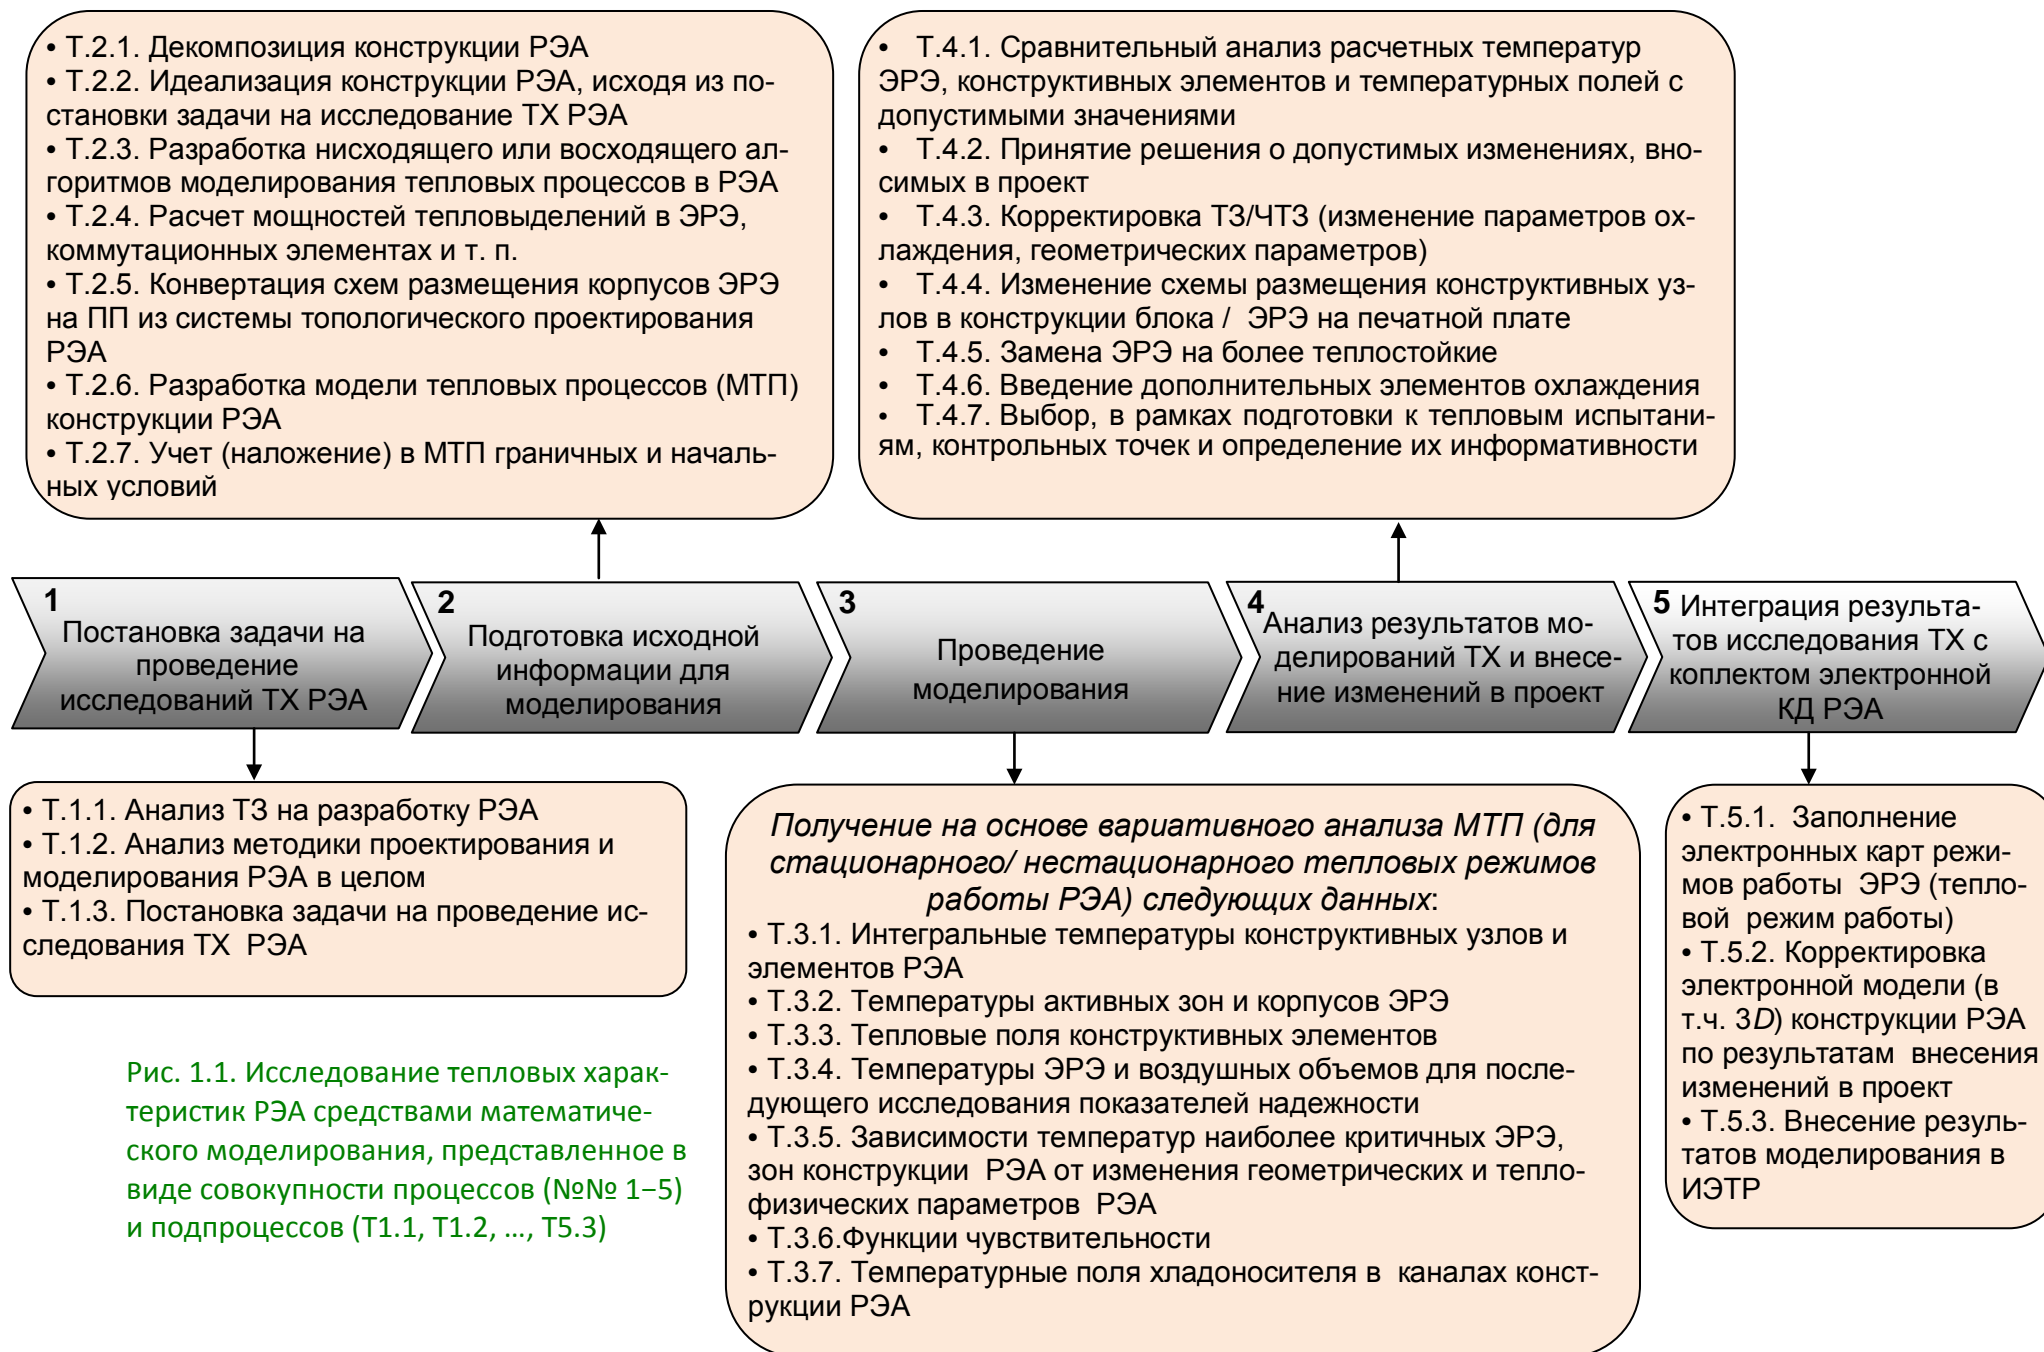 • Т.2.1. Декомпозиция конструкции РЭА
• Т.2.2. Идеализация конструкции РЭА, исходя из по-
становки задачи на исследование ТХ РЭА
• Т.2.3. Разработка нисходящего или восходящего ал-
горитмов моделирования тепловых процессов в РЭА
• Т.2.4. Расчет мощностей тепловыделений в ЭРЭ,
коммутационных элементах и т. п.
• Т.2.5. Конвертация схем размещения корпусов ЭРЭ
на ПП из системы топологического проектирования
РЭА
• Т.2.6. Разработка модели тепловых процессов (МТП)
конструкции РЭА
• Т.2.7. Учет (наложение) в МТП граничных и началь-
ных условий
• Т.4.1. Сравнительный анализ расчетных температур
ЭРЭ, конструктивных элементов и температурных полей с
допустимыми значениями
• Т.4.2. Принятие решения о допустимых изменениях, вно-
симых в проект
• Т.4.3. Корректировка ТЗ/ЧТЗ (изменение параметров ох-
лаждения, геометрических параметров)
• Т.4.4. Изменение схемы размещения конструктивных уз-
лов в конструкции блока / ЭРЭ на печатной плате
• Т.4.5. Замена ЭРЭ на более теплостойкие
• Т.4.6. Введение дополнительных элементов охлаждения
• Т.4.7. Выбор, в рамках подготовки к тепловым испытани-
ям, контрольных точек и определение их информативности
1
Постановка задачи на
проведение
исследований ТХ РЭА
2
Подготовка исходной
информации для
моделирования
3
Проведение
моделирования
4
Анализ результатов мо-
делирований ТХ и внесе-
ние изменений в проект
5 Интеграция результа-
тов исследования ТХ с
коплектом электронной
КД РЭА
• Т.1.1. Анализ ТЗ на разработку РЭА
• Т.1.2. Анализ методики проектирования и
моделирования РЭА в целом
• Т.1.3. Постановка задачи на проведение ис-
следования ТХ РЭА
Получение на основе вариативного анализа МТП (для
стационарного/ нестационарного тепловых режимов
работы РЭА) следующих данных:
• Т.3.1. Интегральные температуры конструктивных узлов и
элементов РЭА
• Т.3.2. Температуры активных зон и корпусов ЭРЭ
• Т.3.3. Тепловые поля конструктивных элементов
• Т.3.4. Температуры ЭРЭ и воздушных объемов для после-
дующего исследования показателей надежности
• Т.3.5. Зависимости температур наиболее критичных ЭРЭ,
зон конструкции РЭА от изменения геометрических и тепло-
физических параметров РЭА
• Т.3.6.Функции чувствительности
• Т.3.7. Температурные поля хладоносителя в каналах конст-
рукции РЭА
• Т.5.1. Заполнение
электронных карт режи-
мов работы ЭРЭ (тепло-
вой режим работы)
• Т.5.2. Корректировка
электронной модели (в
т.ч. 3D) конструкции РЭА
по результатам внесения
изменений в проект
• Т.5.3. Внесение резуль-
татов моделирования в
ИЭТР
Рис. 1.1. Исследование тепловых харак-
теристик РЭА средствами математиче-
ского моделирования, представленное в
виде совокупности процессов (№№ 1–5)
и подпроцессов (Т1.1, Т1.2, ..., Т5.3)